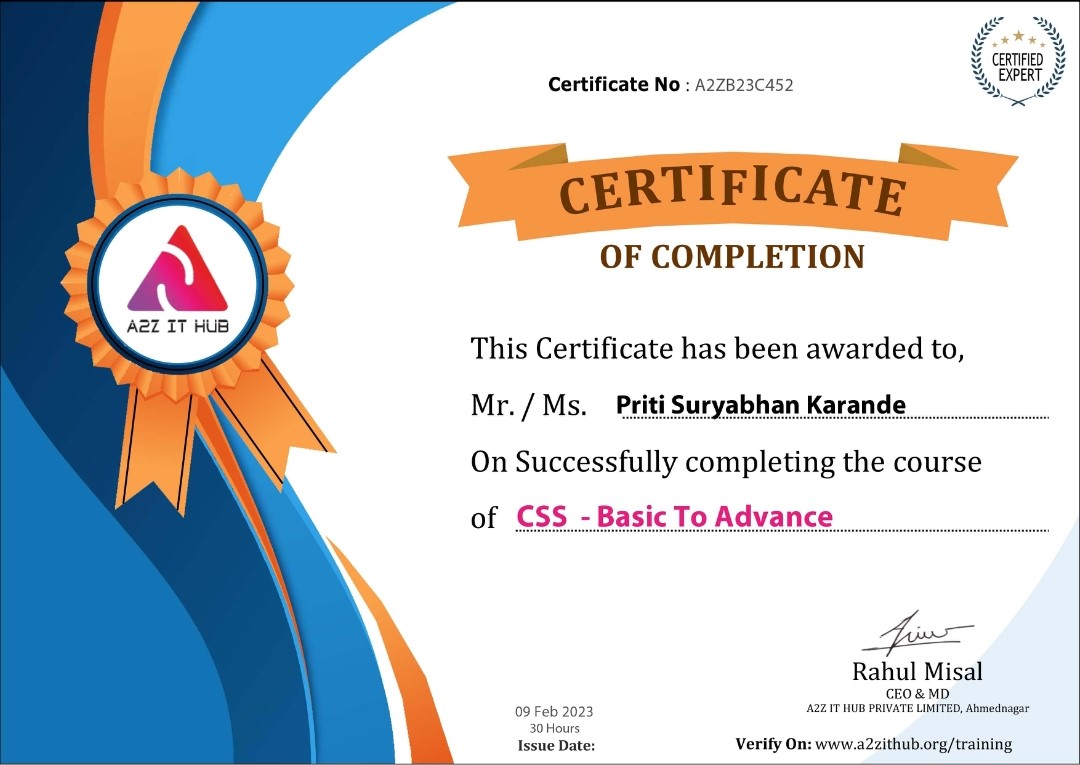 CERTIFIED
EXPERT
Certificate No : A2ZB23C452
CERTIFICATE
OF COMPLETION
A2Z IT HUB
This Certificate has been awarded to,
Mr. / Ms. Priti Suryabhan Karande
On Successfully completing the course
of CSS - Basic To Advance
Rahul Misal
CEO & MD
A2Z IT HUB PRIVATE LIMITED, Ahmednagar
09 Feb 2023
30 Hours
Issue Date:
Verify On: www.a2zithub.org/training